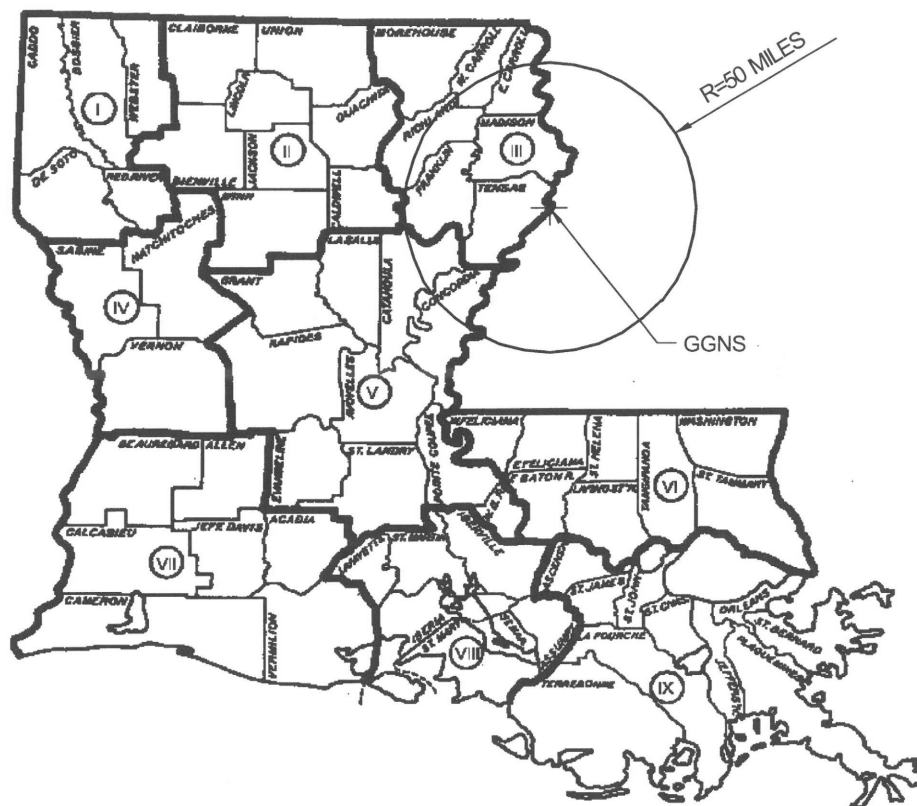 CADDO
BOSSIER
WEBSTER
CLAIBORNE
UNION
MOREHOUSE
W. CARROLL
E. CARROLL
R=50 MILES
I
LINCOLN
OUACHITA
RICHLAND
MADISON
II
III
DE SOTO
RED RIVER
BIENVILLE
JACKSON
WINN
CALDWELL
FRANKLIN
TENSAS
SABINE
NATCHITOCHES
GRANT
LASALLE
CATAHOULA
CONCORDIA
IV
RAPIDES
GGNS
VERNON
AVOYELLES
V
BEAUREGARD
ALLEN
EVANGELINE
ST. LANDRY
POINTE COUPEE
W. FELICIANA
E. FELICIANA
ST. HELENA
TANGIPAHOA
WASHINGTON
E BATON R.
LIVINGST'N
VI
ST. TAMMANY
W. B. R.
CALCASIEU
JEFF. DAVIS
ACADIA
LAFAYETTE
ST. MARTIN
IBERVILLE
ASCENSION
VII
ST. JAMES
ST. JOHN
ST. CHAS.
ORLEANS
ST. BERNARD
PLAQUEMINES
CAMERON
VERMILION
IBERIA
ST. MARY
VIII
LA FOURCHE
JEFFERSON
TERREBONNE
IX